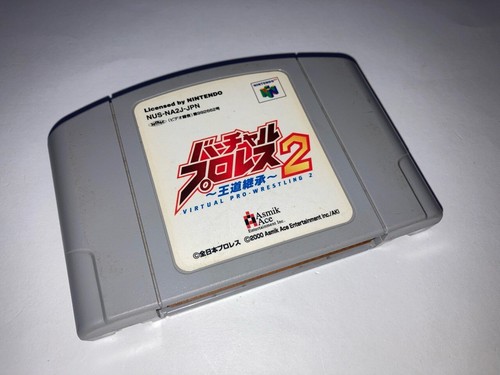 Licensed by NINTENDO
NUS-NA2J-JPN
NINTENDO 64
バーチャル
プロレス2
～王道継承～
VIRTUAL PRO-WRESTLING 2
Asmik
Ace
Entertainment Inc.
©全日本プロレス ©2000 Asmik Ace Entertainment Inc./AKI